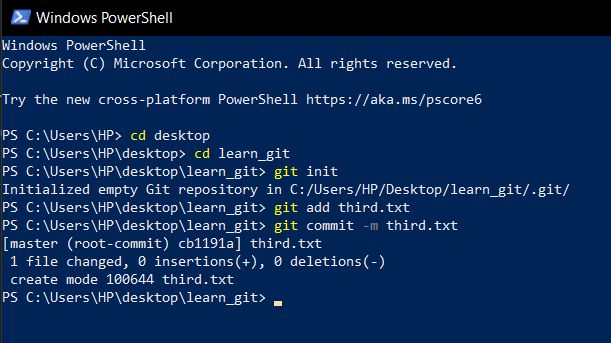 Windows PowerShell
Windows PowerShell
Copyright (C) Microsoft Corporation. All rights reserved.
Try the new cross-platform PowerShell https://aka.ms/pscore6
PS C:\Users\HP> cd desktop
PS C:\Users\HP\desktop> cd learn_git
PS C:\Users\HP\desktop\learn_git> git init
Initialized empty Git repository in C:/Users/HP/Desktop/learn_git/.git/
PS C:\Users\HP\desktop\learn_git> git add third.txt
PS C:\Users\HP\desktop\learn_git> git commit -m third.txt
[master (root-commit) cb1191a] third.txt
 1 file changed, 0 insertions(+), 0 deletions(-)
 create mode 100644 third.txt
PS C:\Users\HP\desktop\learn_git>